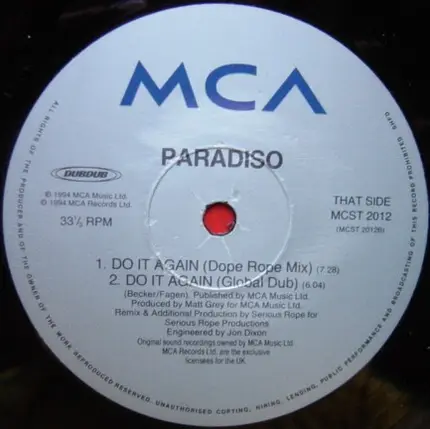 MCA
PARADISO
DUBDUB
℗ 1994 MCA Music Ltd.
© 1994 MCA Records Ltd.
33⅓ RPM
THAT SIDE
MCST 2012
(MCST 2012B)
1. DO IT AGAIN (Dope Rope Mix) (7:28)
2. DO IT AGAIN (Global Dub) (6:04)
(Becker/Fagen). Published by MCA Music Ltd.
Produced by Matt Grey for MCA Music Ltd.
Remix & Additional Production by Serious Rope for
Serious Rope Productions
Engineered by Jon Dixon
Original sound recordings owned by MCA Music Ltd.
MCA Records Ltd. are the exclusive
licensees for the UK.
ALL RIGHTS OF THE PRODUCER AND OF THE OWNER OF THE WORK REPRODUCED RESERVED. UNAUTHORISED COPYING, HIRING, LENDING, PUBLIC PERFORMANCE AND BROADCASTING OF THIS RECORD PROHIBITED